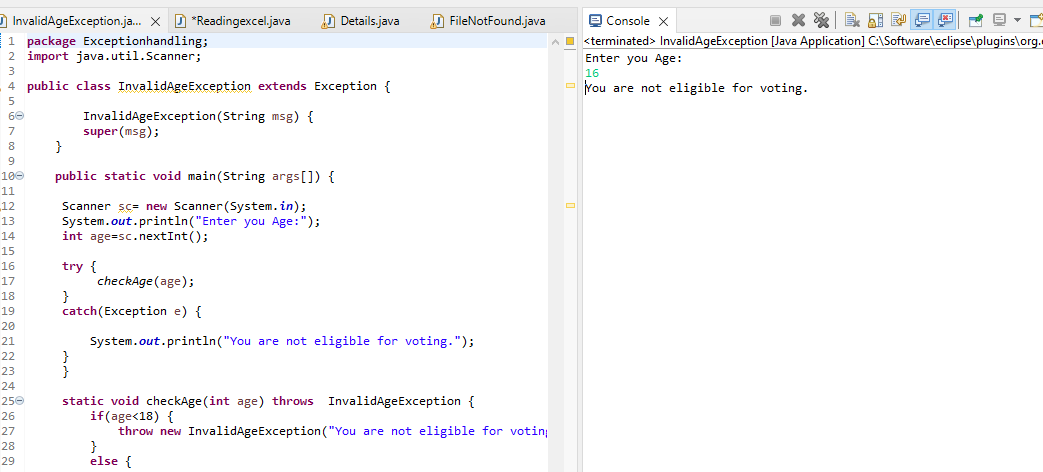 InvalidAgeException.ja... *Readingexcel.java Details.java FileNotFound.java
1 package Exceptionhandling;
2 import java.util.Scanner;
3
4 public class InvalidAgeException extends Exception {
5
6 InvalidAgeException(String msg) {
7 super(msg);
8 }
9
10 public static void main(String args[]) {
11
12 Scanner sc= new Scanner(System.in);
13 System.out.println("Enter you Age:");
14 int age=sc.nextInt();
15
16 try {
17 checkAge(age);
18 }
19 catch(Exception e) {
20
21 System.out.println("You are not eligible for voting.");
22 }
23 }
24
25 static void checkAge(int age) throws  InvalidAgeException {
26 if(age<18) {
27 throw new InvalidAgeException("You are not eligible for votin
28 }
29 else {
Console
<terminated> InvalidAgeException [Java Application] C:\Software\eclipse\plugins\org.
Enter you Age:
16
You are not eligible for voting.